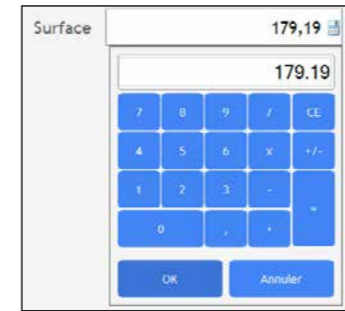 Surface 179,19
179.19
7 8 9 / CE
4 5 6 x +/-
1 2 3 - =
0 , +
OK Annuler